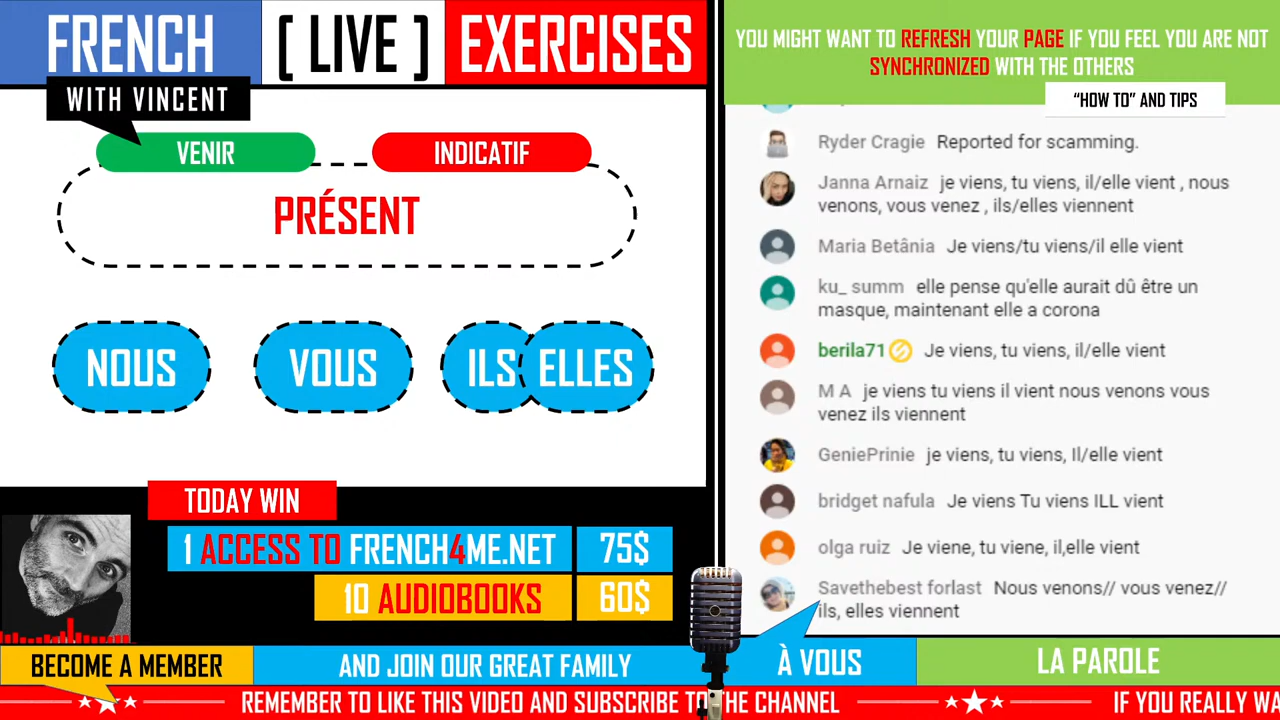 FRENCH
[ LIVE ]
EXERCISES
WITH VINCENT
VENIR
INDICATIF
PRÉSENT
NOUS
VOUS
ILS
ELLES
TODAY WIN
1 ACCESS TO FRENCH4ME.NET
75$
10 AUDIOBOOKS
60$
BECOME A MEMBER
AND JOIN OUR GREAT FAMILY
À VOUS
LA PAROLE
REMEMBER TO LIKE THIS VIDEO AND SUBSCRIBE TO THE CHANNEL
IF YOU REALLY WA
YOU MIGHT WANT TO REFRESH YOUR PAGE IF YOU FEEL YOU ARE NOT
SYNCHRONIZED WITH THE OTHERS
“HOW TO” AND TIPS
Ryder Cragie Reported for scamming.
Janna Arnaiz je viens, tu viens, il/elle vient , nous
venons, vous venez , ils/elles viennent
Maria Betânia Je viens/tu viens/il elle vient
ku_ summ elle pense qu'elle aurait dû être un
masque, maintenant elle a corona
berila71 Je viens, tu viens, il/elle vient
M A je viens tu viens il vient nous venons vous
venez ils viennent
GeniePrinie je viens, tu viens, Il/elle vient
bridget nafula Je viens Tu viens ILL vient
olga ruiz Je viene, tu viene, il,elle vient
Savethebest forlast Nous venons// vous venez//
ils, elles viennent